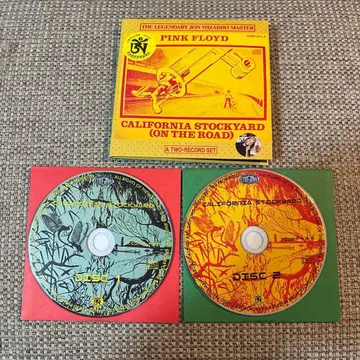 THE LEGENDARY JON WIZARDO MASTER
PINK FLOYD
CALIFORNIA STOCKYARD
(ON THE ROAD)
A TWO-RECORD SET
CALIFORNIA STOCKYARD
DISC 1
CALIFORNIA STOCKYARD
DISC 2